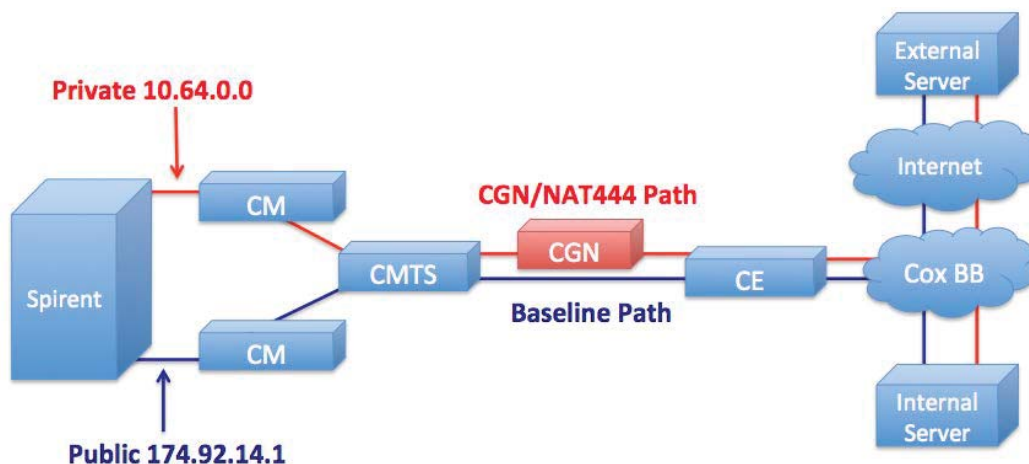 External
Server
Private 10.64.0.0
Internet
CM
CGN/NAT444 Path
CGN
CMTS
CE
Cox BB
Spirent
Baseline Path
CM
Internal
Server
Public 174.92.14.1